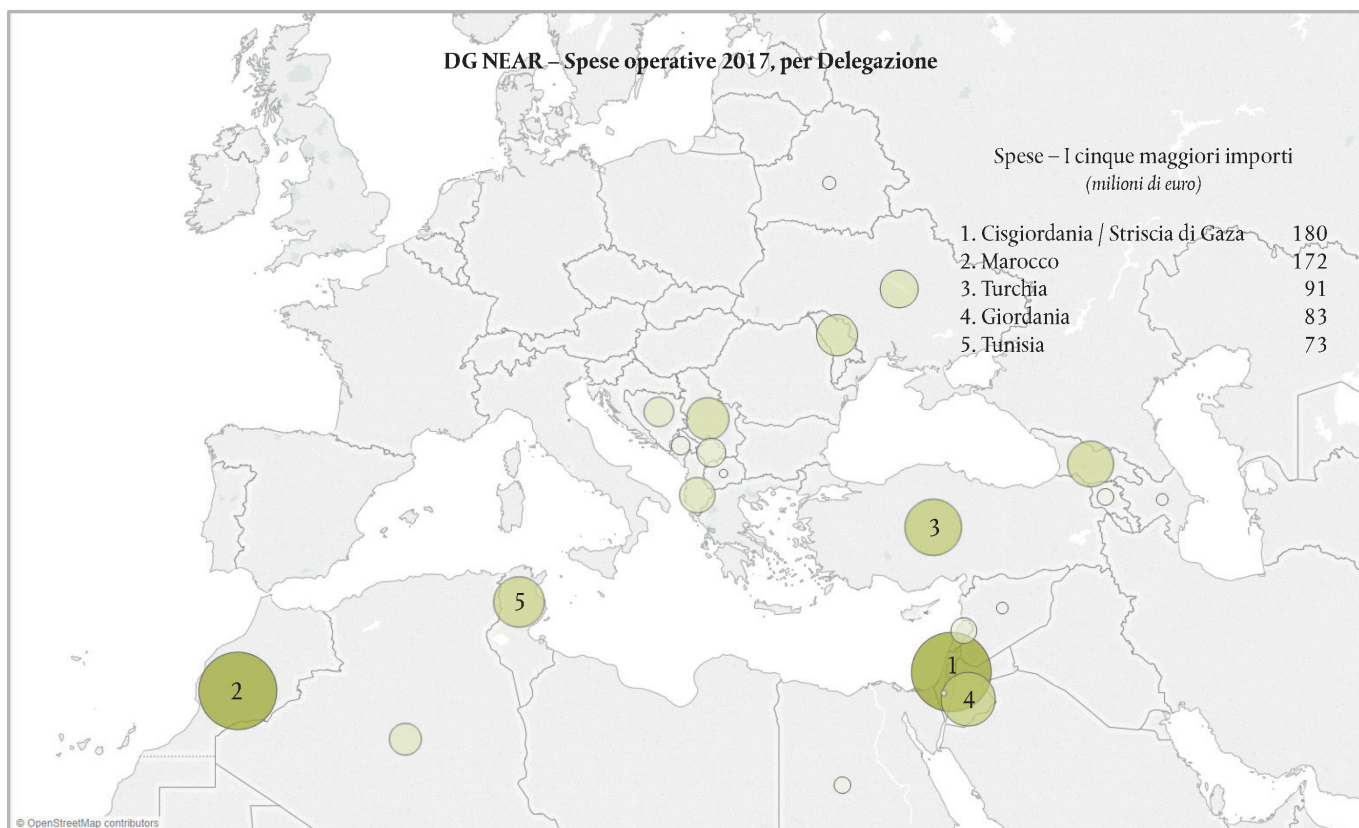 DG NEAR – Spese operative 2017, per Delegazione
Spese – I cinque maggiori importi
(milioni di euro)
1. Cisgiordania / Striscia di Gaza 180
2. Marocco 172
3. Turchia 91
4. Giordania 83
5. Tunisia 73
3
5
1
2
4
© OpenStreetMap contributors